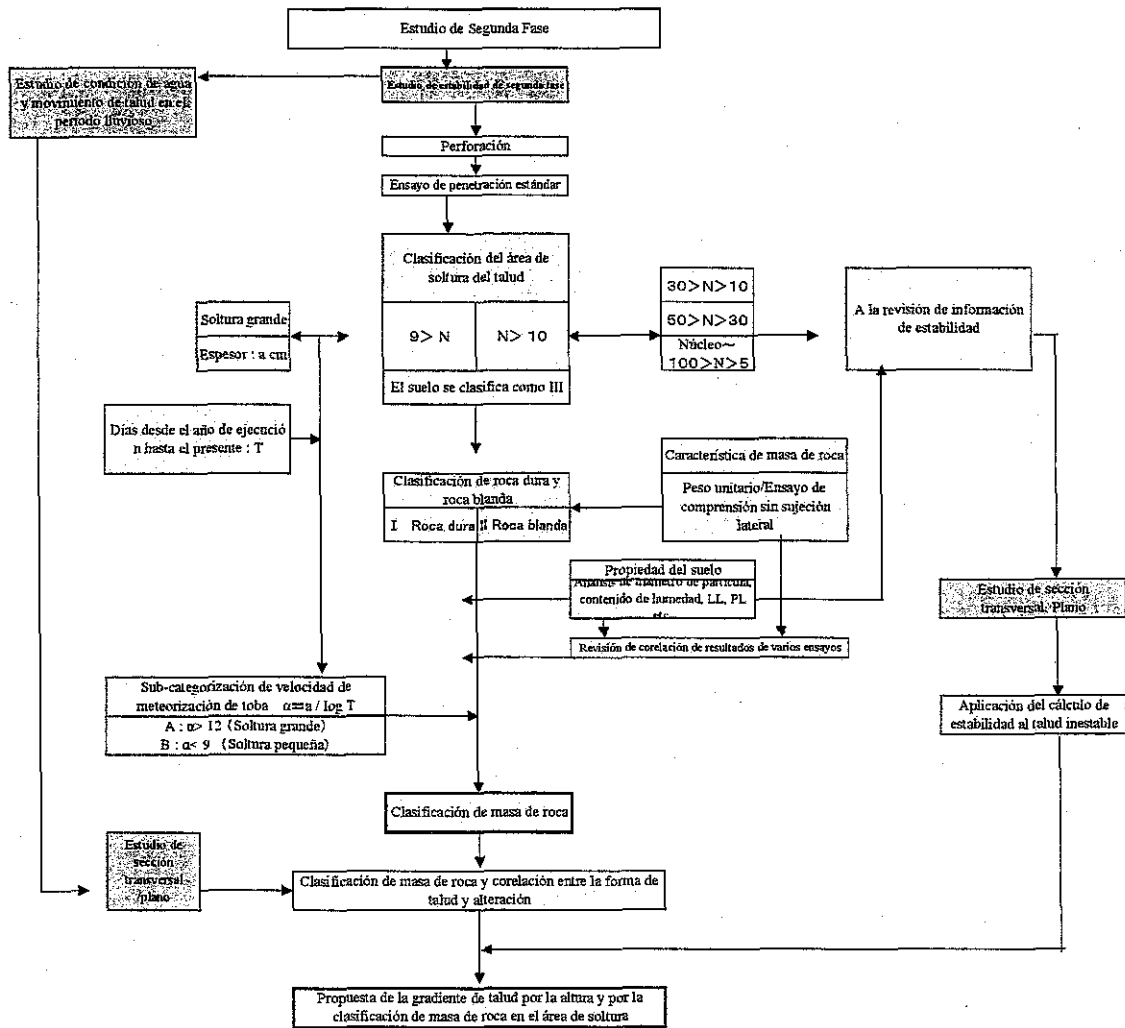 Estudio de Segunda Fase
Estudio de condición de agua
y movimiento de talud en el
período lluvioso
Estudio de estabilidad de segunda fase
Perforación
Ensayo de penetración estándar
Clasificación del área de
soltura del talud
9> N
N> 10
El suelo se clasifica como III
Soltura grande
Espesor : a cm
30>N>10
50>N>30
Núcleo~
100>N>5
A la revisión de información
de estabilidad
Días desde el año de ejecució
n hasta el presente : T
Clasificación de roca dura y
roca blanda
I Roca dura
II Roca blanda
Característica de masa de roca
Peso unitario/Ensayo de
comprensión sin sujeción
lateral
Propiedad del suelo
Análisis de diámetro de partícula,
contenido de humedad, LL, PL
etc.
Revisión de corelación de resultados de varios ensayos
Estudio de sección
transversal, Plano
Sub-categorización de velocidad de
meteorización de toba α=a / log T
A : α> 12 (Soltura grande)
B : α< 9 (Soltura pequeña)
Aplicación del cálculo de
estabilidad al talud inestable
Clasificación de masa de roca
Estudio de
sección
transversal
/plano
Clasificación de masa de roca y corelación entre la forma de
talud y alteración
Propuesta de la gradiente de talud por la altura y por la
clasificación de masa de roca en el área de soltura